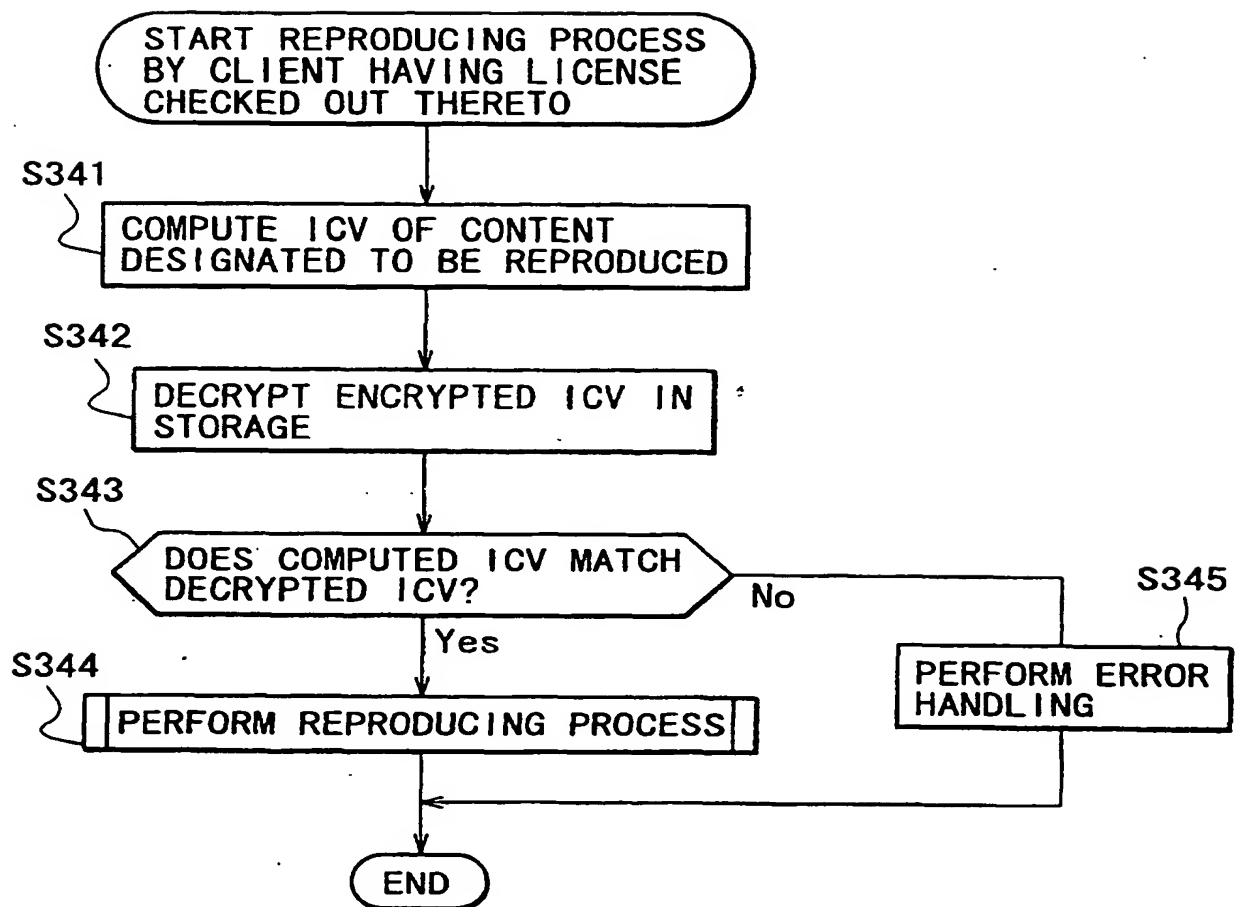 START REPRODUCING PROCESS
BY CLIENT HAVING LICENSE
CHECKED OUT THERETO
S341
COMPUTE ICV OF CONTENT
DESIGNATED TO BE REPRODUCED
S342
DECRYPT ENCRYPTED ICV IN
STORAGE
S343
DOES COMPUTED ICV MATCH
DECRYPTED ICV?
No
S345
Yes
PERFORM ERROR
HANDLING
S344
PERFORM REPRODUCING PROCESS
END